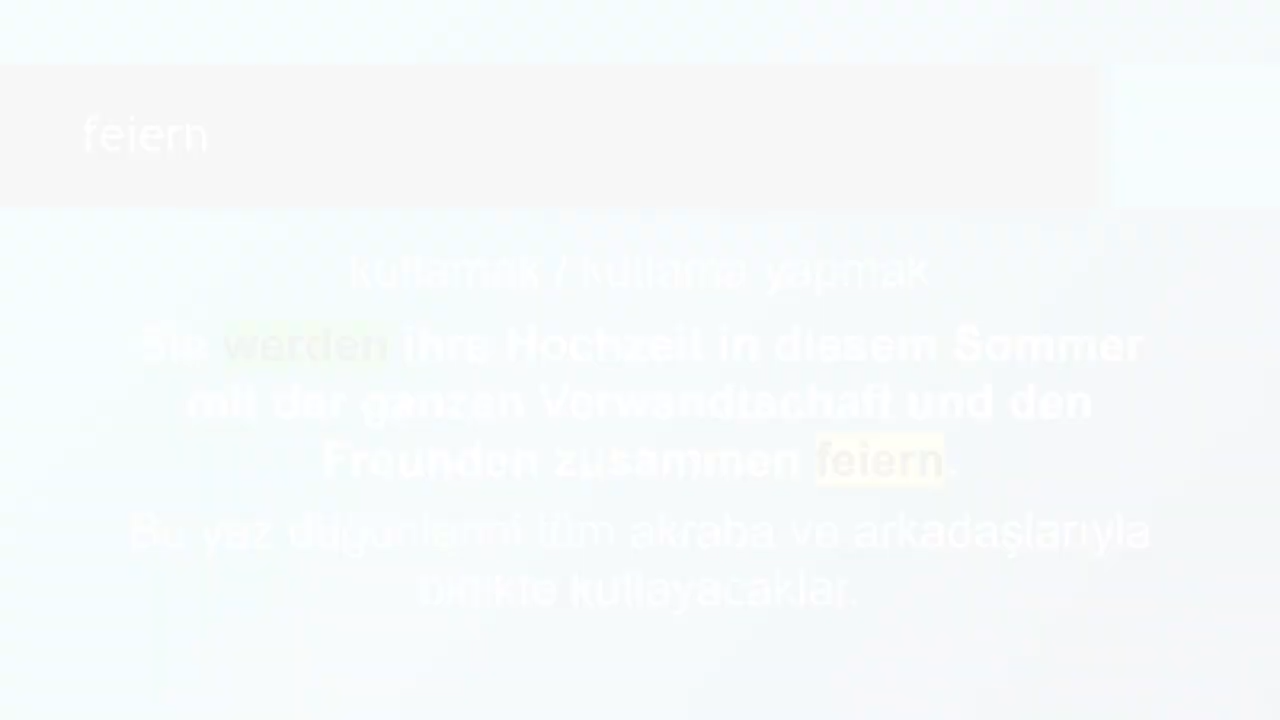 feiern
kutlamak / kutlama yapmak
Sie werden ihre Hochzeit in diesem Sommer
mit der ganzen Verwandtschaft und den
Freunden zusammen feiern.
Bu yaz düğünlerini tüm akraba ve arkadaşlarıyla
birlikte kutlayacaklar.